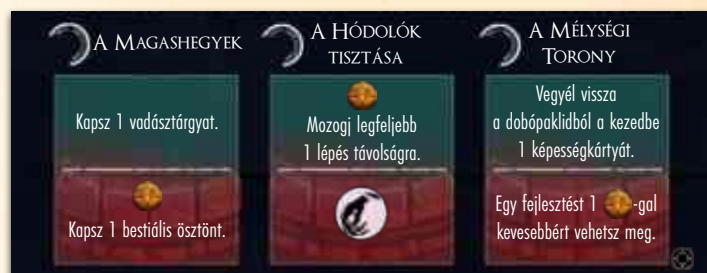 A Magashegyek
Kapsz 1 vadásztárgyat.
Kapsz 1 bestiális ösztönt.
A Hódolók
tisztása
Mozogj legfeljebb
1 lépés távolságra.
A Mélységi
Torony
Vegyél vissza
a dobópaklidból a kezedbe
1 képességkártyát.
Egy fejlesztést 1 -gal
kevesebbért vehetsz meg.